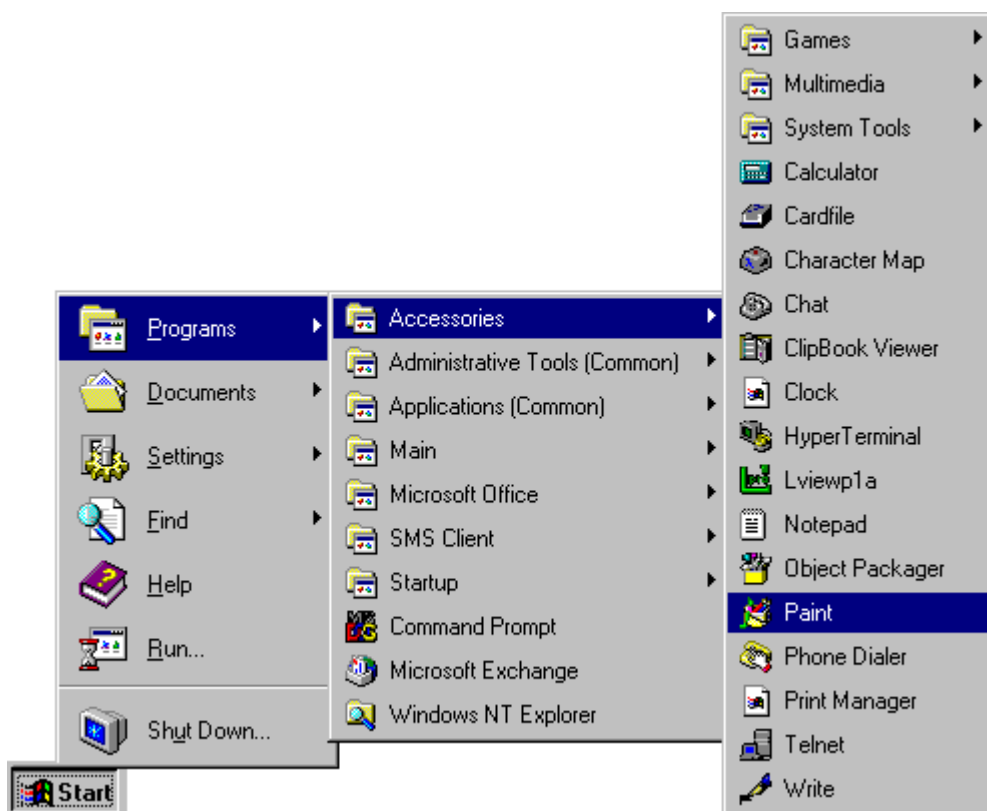 Programs
Documents
Settings
Find
Help
Run...
Shut Down...
Start
Accessories
Administrative Tools (Common)
Applications (Common)
Main
Microsoft Office
SMS Client
Startup
Command Prompt
Microsoft Exchange
Windows NT Explorer
Games
Multimedia
System Tools
Calculator
Cardfile
Character Map
Chat
ClipBook Viewer
Clock
HyperTerminal
Lviewp1a
Notepad
Object Packager
Paint
Phone Dialer
Print Manager
Telnet
Write